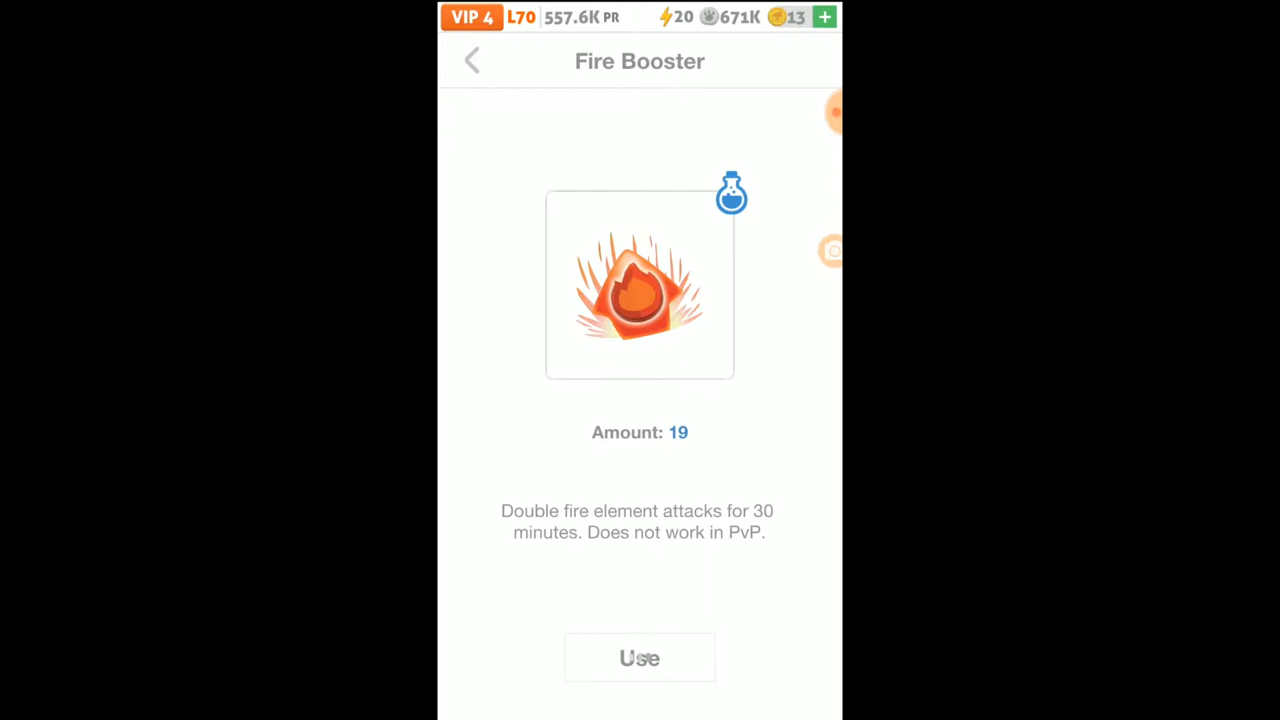 VIP 4 L70 557.6K PR 20 671K 13 +
Fire Booster
Amount: 19
Double fire element attacks for 30
minutes. Does not work in PvP.
Use